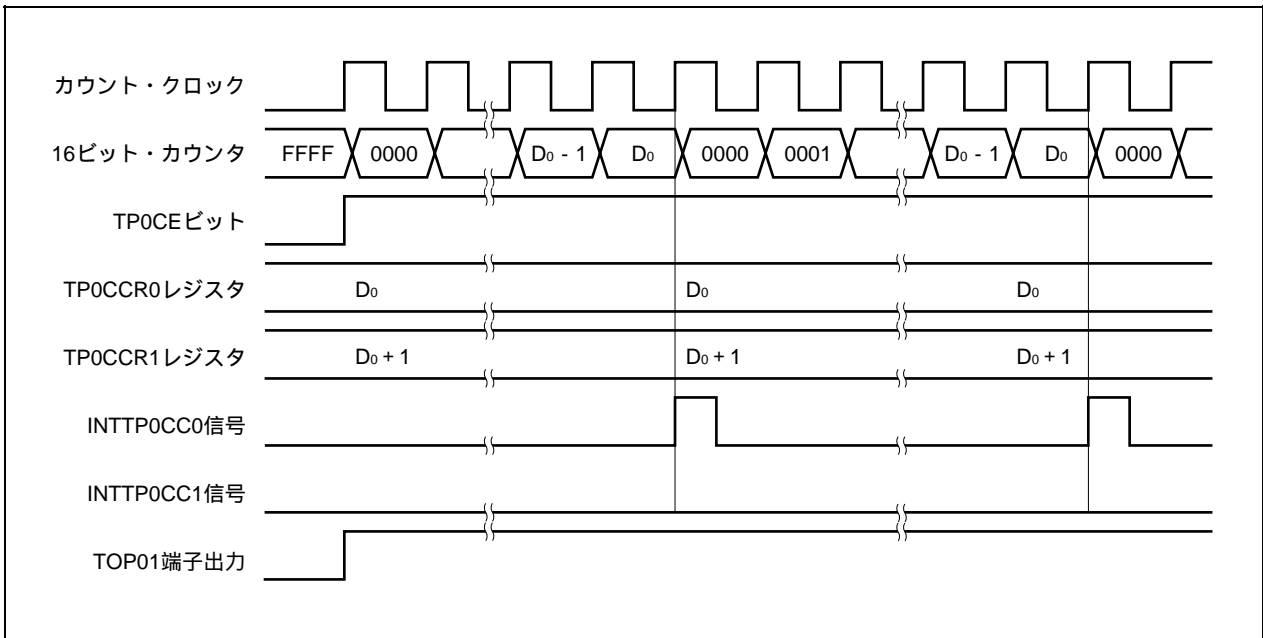 カウント・クロック
16ビット・カウンタ FFFF 0000 D0 - 1 D0 0000 0001 D0 - 1 D0 0000
TP0CEビット
TP0CCR0レジスタ D0 D0 D0
TP0CCR1レジスタ D0 + 1 D0 + 1 D0 + 1
INTTP0CC0信号
INTTP0CC1信号
TOP01端子出力